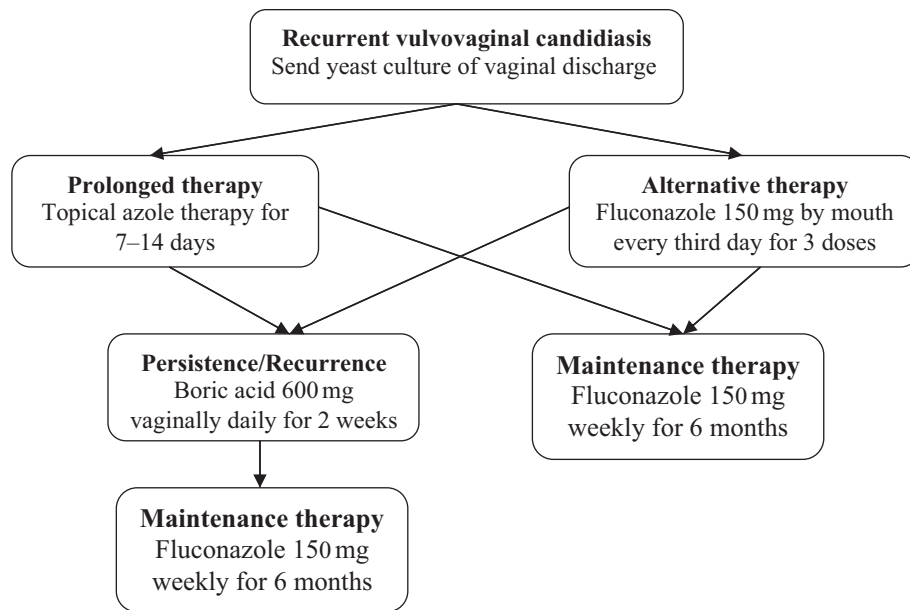 Recurrent vulvovaginal candidiasis
Send yeast culture of vaginal discharge
Prolonged therapy
Topical azole therapy for
7–14 days
Alternative therapy
Fluconazole 150 mg by mouth
every third day for 3 doses
Persistence/Recurrence
Boric acid 600 mg
vaginally daily for 2 weeks
Maintenance therapy
Fluconazole 150 mg
weekly for 6 months
Maintenance therapy
Fluconazole 150 mg
weekly for 6 months